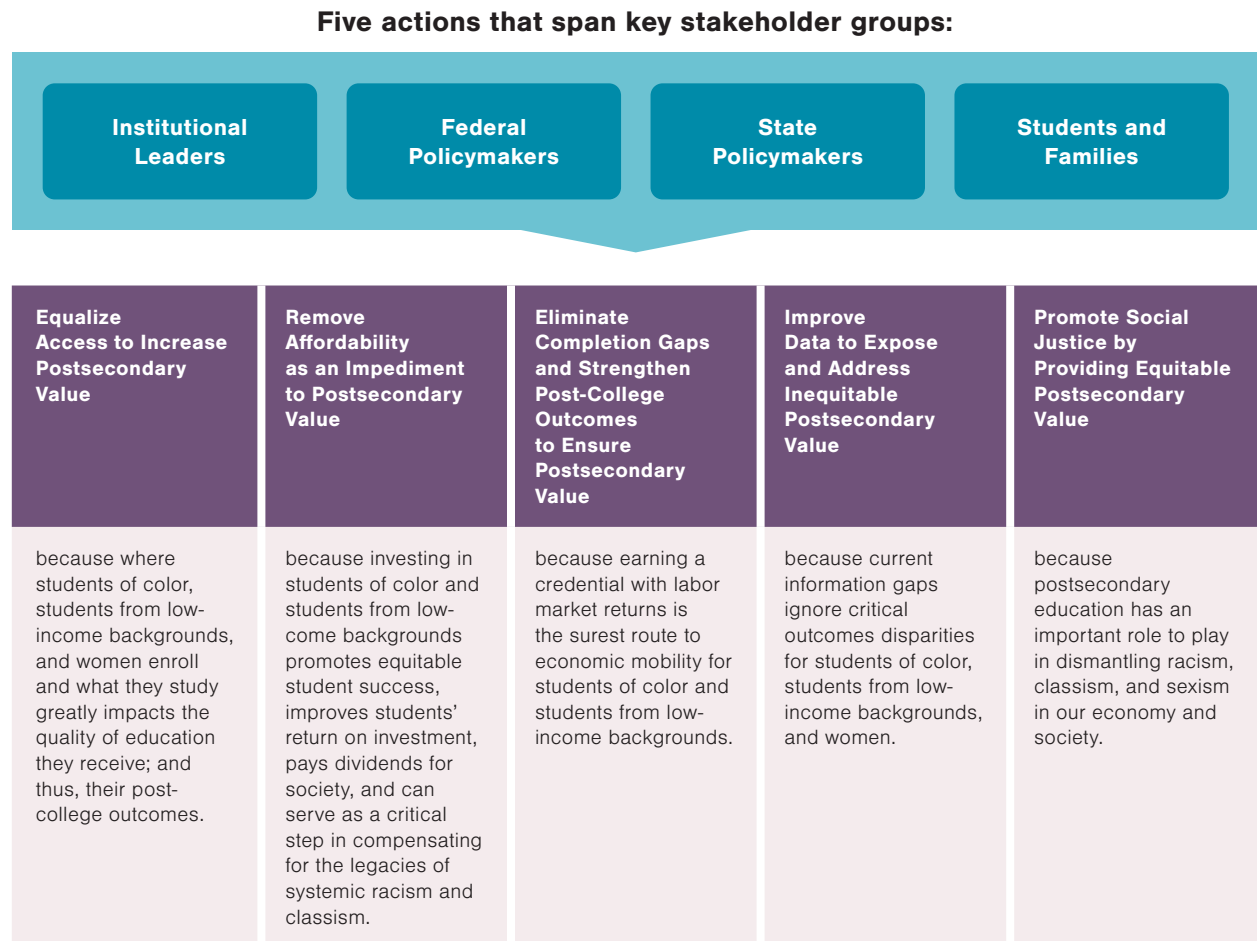 Five actions that span key stakeholder groups:
Institutional
Leaders
Federal
Policymakers
State
Policymakers
Students and
Families
Equalize
Access to Increase
Postsecondary
Value
because where
students of color,
students from low-
income backgrounds,
and women enroll
and what they study
greatly impacts the
quality of education
they receive; and
thus, their post-
college outcomes.
Remove
Affordability
as an Impediment
to Postsecondary
Value
because investing in
students of color and
students from low-
come backgrounds
promotes equitable
student success,
improves students’
return on investment,
pays dividends for
society, and can
serve as a critical
step in compensating
for the legacies of
systemic racism and
classism.
Eliminate
Completion Gaps
and Strengthen
Post-College
Outcomes
to Ensure
Postsecondary
Value
because earning a
credential with labor
market returns is
the surest route to
economic mobility for
students of color and
students from low-
income backgrounds.
Improve
Data to Expose
and Address
Inequitable
Postsecondary
Value
because current
information gaps
ignore critical
outcomes disparities
for students of color,
students from low-
income backgrounds,
and women.
Promote Social
Justice by
Providing Equitable
Postsecondary
Value
because
postsecondary
education has an
important role to play
in dismantling racism,
classism, and sexism
in our economy and
society.